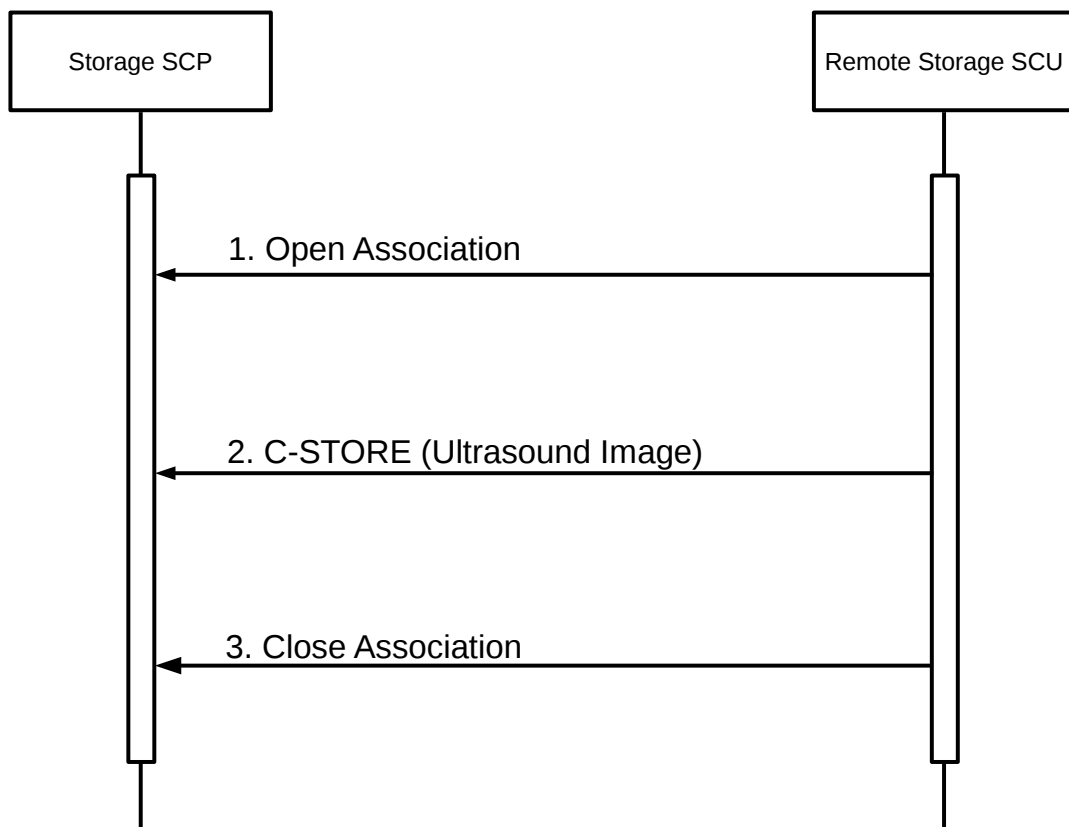 Storage SCP
Remote Storage SCU
1. Open Association
2. C-STORE (Ultrasound Image)
3. Close Association